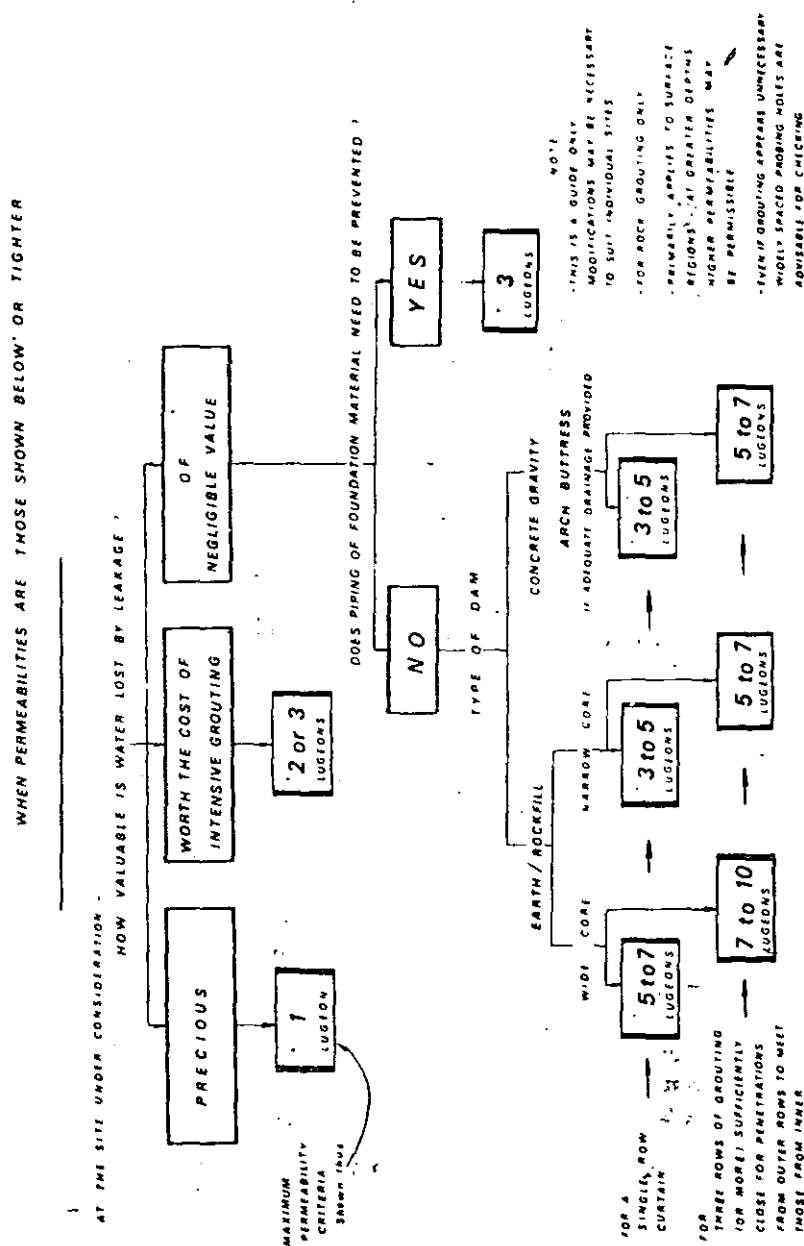 WHEN PERMEABILITIES ARE THOSE SHOWN BELOW' OR TIGHTER
AT THE SITE UNDER CONSIDERATION -
HOW VALUABLE IS WATER LOST BY LEAKAGE ?
PRECIOUS
WORTH THE COST OF
INTENSIVE GROUTING
OF
NEGLIGIBLE VALUE
MAXIMUM
PERMEABILITY
CRITERIA
Shown thus
1
LUGEON
2 or 3
LUGEONS
DOES PIPING OF FOUNDATION MATERIAL NEED TO BE PREVENTED ?
NO
YES
3
LUGEONS
TYPE OF DAM
EARTH / ROCKFILL
CONCRETE GRAVITY
ARCH BUTTRESS
IF ADEQUATE DRAINAGE PROVIDED
WIDE CORE
NARROW CORE
FOR A
SINGLE ROW
CURTAIN
5 to 7
LUGEONS
3 to 5
LUGEONS
3 to 5
LUGEONS
FOR
THREE ROWS OF GROUTING
(OR MORE) SUFFICIENTLY
CLOSE FOR PENETRATIONS
FROM OUTER ROWS TO MEET
THOSE FROM INNER
7 to 10
LUGEONS
5 to 7
LUGEONS
5 to 7
LUGEONS
NOTE
-THIS IS A GUIDE ONLY
MODIFICATIONS MAY BE NECESSARY
TO SUIT INDIVIDUAL SITES
-FOR ROCK GROUTING ONLY
-PRIMARILY APPLIES TO SURFACE
REGIONS - AT GREATER DEPTHS
HIGHER PERMEABILITIES MAY
BE PERMISSIBLE
-EVEN IF GROUTING APPEARS UNNECESSARY
WIDELY SPACED PROBING HOLES ARE
ADVISABLE FOR CHECKING